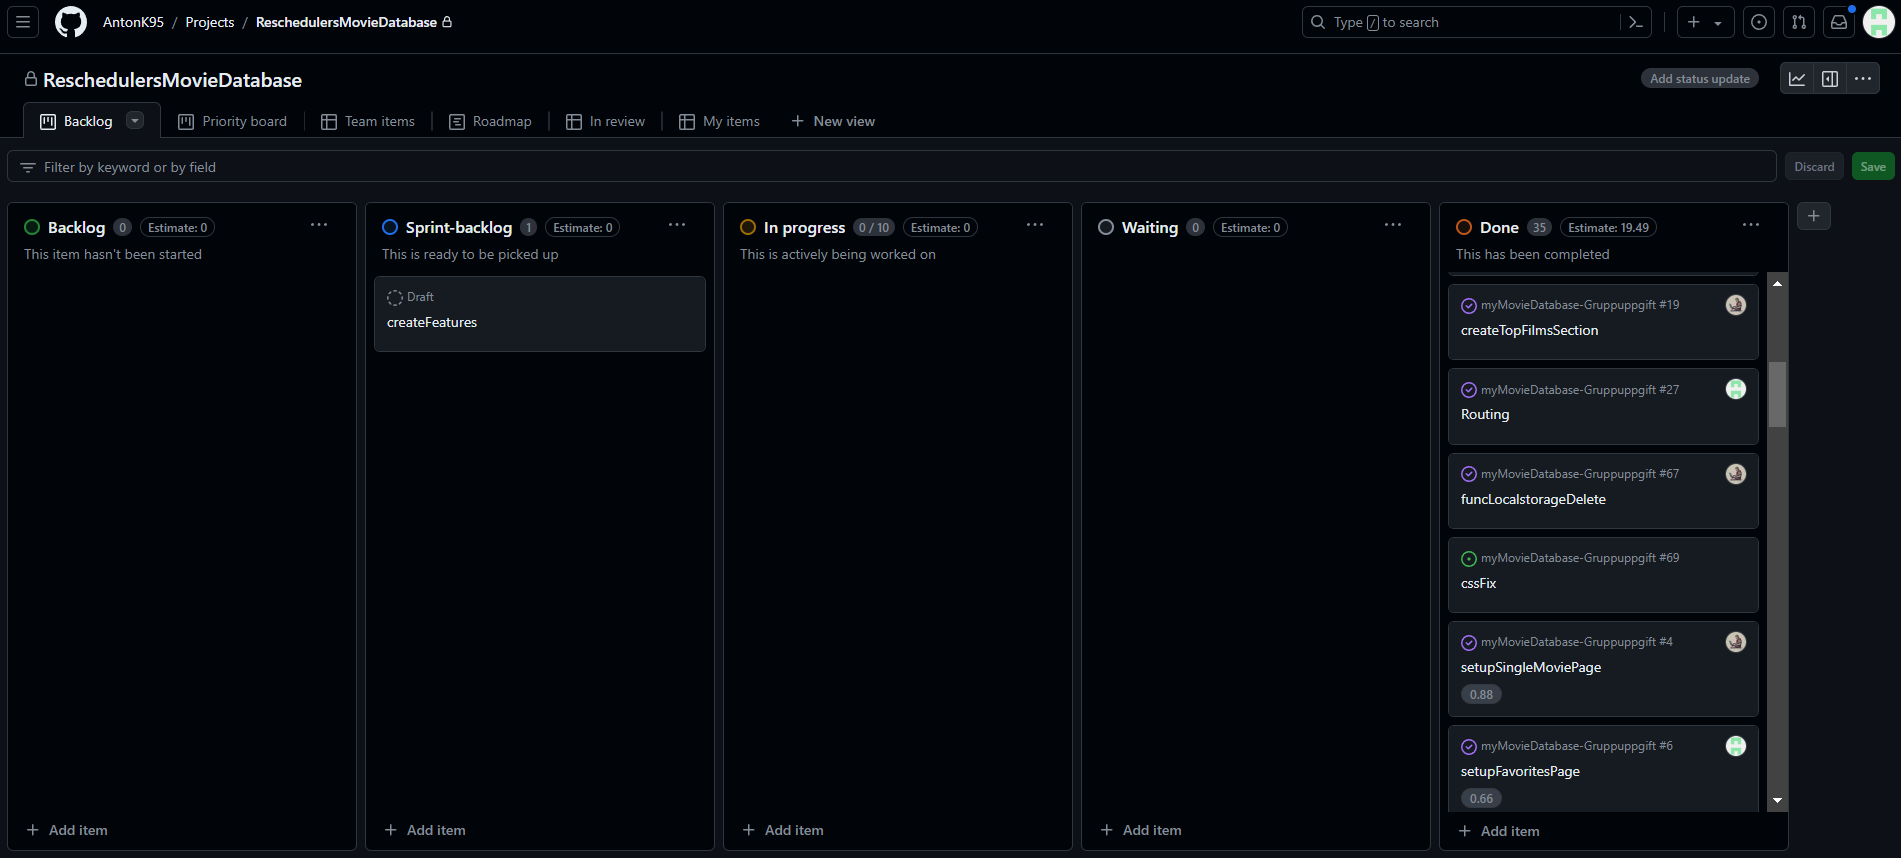 AntonK95 / Projects / ReschedulersMovieDatabase
Type / to search
ReschedulersMovieDatabase
Add status update
Backlog
Priority board
Team items
Roadmap
In review
My items
New view
Filter by keyword or by field
Discard
Save
Backlog 0 Estimate: 0
This item hasn't been started
Add item
Sprint-backlog 1 Estimate: 0
This is ready to be picked up
Draft
createFeatures
Add item
In progress 0 / 10 Estimate: 0
This is actively being worked on
Add item
Waiting 0 Estimate: 0
Add item
Done 35 Estimate: 19.49
This has been completed
myMovieDatabase-Gruppuppgift #19
createTopFilmsSection
myMovieDatabase-Gruppuppgift #27
Routing
myMovieDatabase-Gruppuppgift #67
funcLocalstorageDelete
myMovieDatabase-Gruppuppgift #69
cssFix
myMovieDatabase-Gruppuppgift #4
setupSingleMoviePage
0.88
myMovieDatabase-Gruppuppgift #6
setupFavoritesPage
0.66
Add item